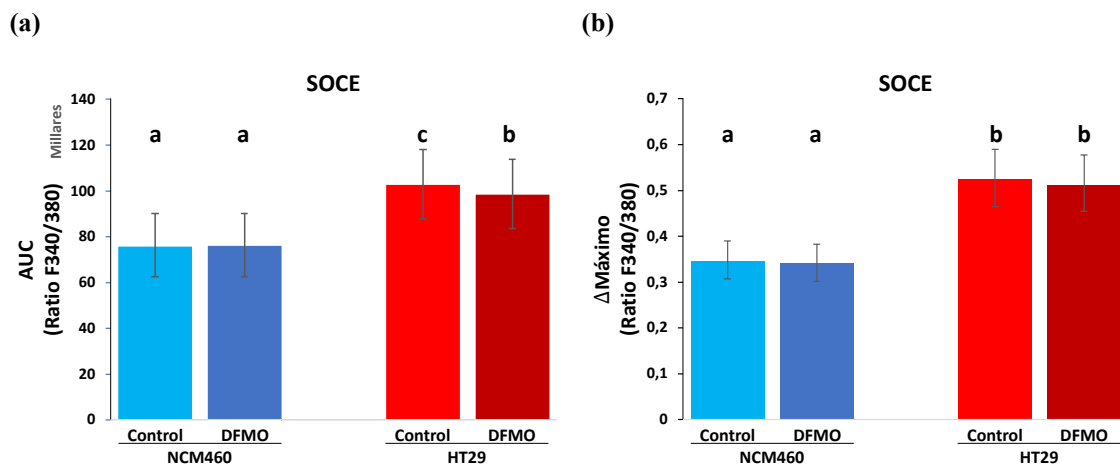 (a)
SOCE
Millares
AUC
(Ratio F340/380)
140
120
100
80
60
40
20
0
a
a
c
b
Control
DFMO
Control
DFMO
NCM460
HT29
(b)
SOCE
ΔMáximo
(Ratio F340/380)
0,7
0,6
0,5
0,4
0,3
0,2
0,1
0
a
a
b
b
Control
DFMO
Control
DFMO
NCM460
HT29